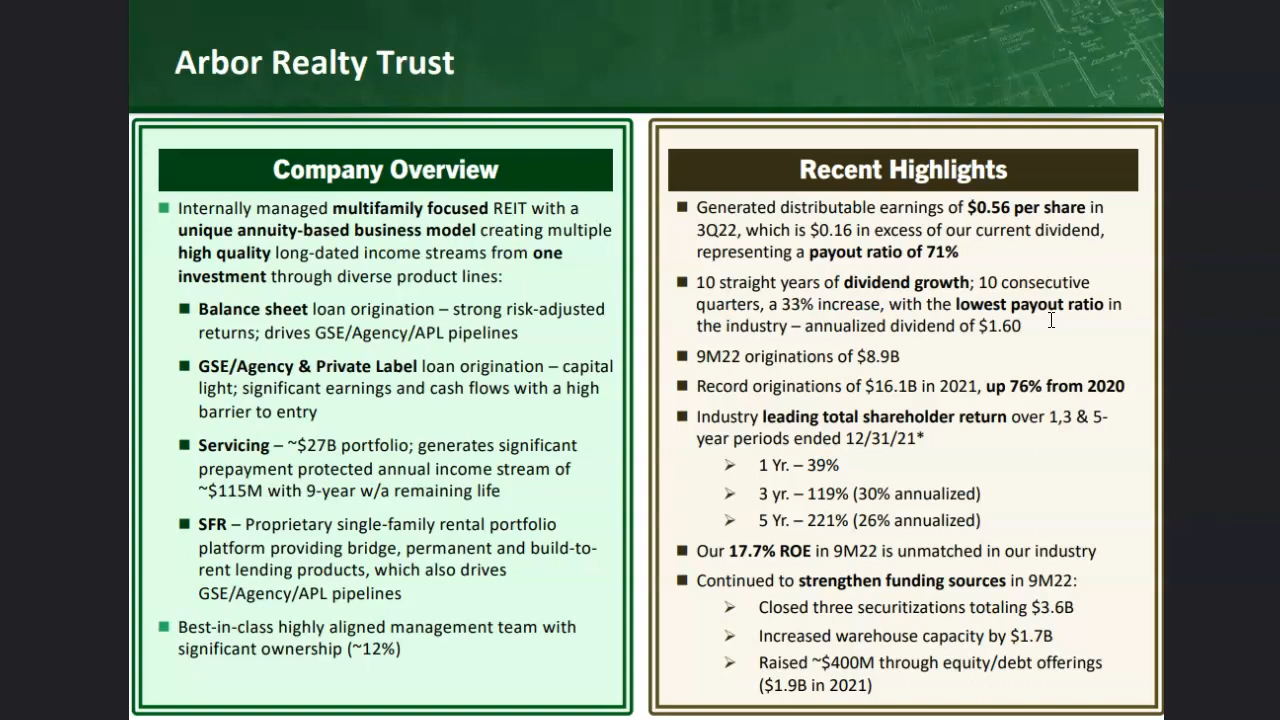 Arbor Realty Trust
Company Overview
■ Internally managed multifamily focused REIT with a
unique annuity-based business model creating multiple
high quality long-dated income streams from one
investment through diverse product lines:
■ Balance sheet loan origination – strong risk-adjusted
returns; drives GSE/Agency/APL pipelines
■ GSE/Agency & Private Label loan origination – capital
light; significant earnings and cash flows with a high
barrier to entry
■ Servicing – ~$27B portfolio; generates significant
prepayment protected annual income stream of
~$115M with 9-year w/a remaining life
■ SFR – Proprietary single-family rental portfolio
platform providing bridge, permanent and build-to-
rent lending products, which also drives
GSE/Agency/APL pipelines
■ Best-in-class highly aligned management team with
significant ownership (~12%)
Recent Highlights
■ Generated distributable earnings of $0.56 per share in
3Q22, which is $0.16 in excess of our current dividend,
representing a payout ratio of 71%
■ 10 straight years of dividend growth; 10 consecutive
quarters, a 33% increase, with the lowest payout ratio in
the industry – annualized dividend of $1.60
■ 9M22 originations of $8.9B
■ Record originations of $16.1B in 2021, up 76% from 2020
■ Industry leading total shareholder return over 1,3 & 5-
year periods ended 12/31/21*
➢ 1 Yr. – 39%
➢ 3 yr. – 119% (30% annualized)
➢ 5 Yr. – 221% (26% annualized)
■ Our 17.7% ROE in 9M22 is unmatched in our industry
■ Continued to strengthen funding sources in 9M22:
➢ Closed three securitizations totaling $3.6B
➢ Increased warehouse capacity by $1.7B
➢ Raised ~$400M through equity/debt offerings
($1.9B in 2021)